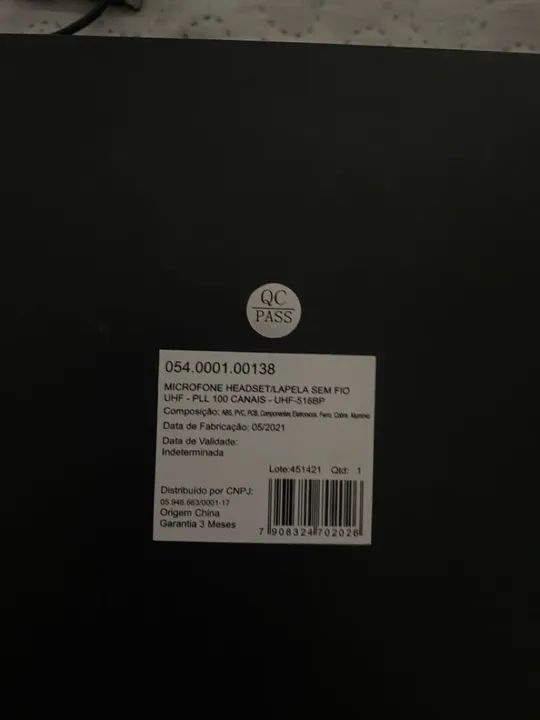 QC
PASS
054.0001.00138
MICROFONE HEADSET/LAPELA SEM FIO
UHF - PLL 100 CANAIS - UHF-516BP
Composição: ABS, PVC, PCB, Componentes Eletronicos, Ferro, Cobre, Aluminio
Data de Fabricação: 05/2021
Data de Validade:
Indeterminada
Lote:451421 Qtd: 1
Distribuído por CNPJ:
05.946.663/0001-17
Origem China
Garantia 3 Meses
7 908324 702026